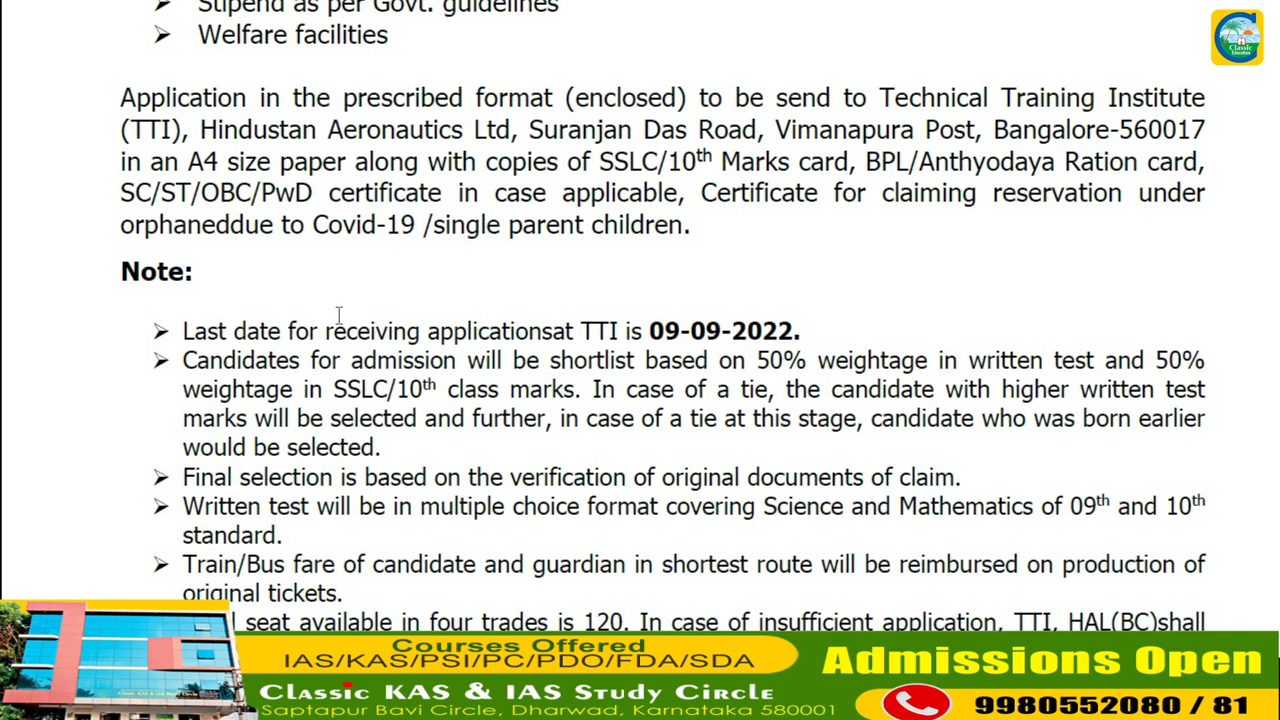 Stipend as per Govt. guidelines
Welfare facilities
Application in the prescribed format (enclosed) to be send to Technical Training Institute
(TTI), Hindustan Aeronautics Ltd, Suranjan Das Road, Vimanapura Post, Bangalore-560017
in an A4 size paper along with copies of SSLC/10th Marks card, BPL/Anthyodaya Ration card,
SC/ST/OBC/PwD certificate in case applicable, Certificate for claiming reservation under
orphaneddue to Covid-19 /single parent children.
Note:
Last date for receiving applicationsat TTI is 09-09-2022.
Candidates for admission will be shortlist based on 50% weightage in written test and 50%
weightage in SSLC/10th class marks. In case of a tie, the candidate with higher written test
marks will be selected and further, in case of a tie at this stage, candidate who was born earlier
would be selected.
Final selection is based on the verification of original documents of claim.
Written test will be in multiple choice format covering Science and Mathematics of 09th and 10th
standard.
Train/Bus fare of candidate and guardian in shortest route will be reimbursed on production of
original tickets.
seat available in four trades is 120. In case of insufficient application, TTI, HAL(BC)shall
Classic
Education
Courses Offered
IAS/KAS/PSI/PC/PDO/FDA/SDA
Classic KAS & IAS Study Circle
Saptapur Bavi Circle, Dharwad, Karnataka 580001
Admissions Open
9980552080 / 81